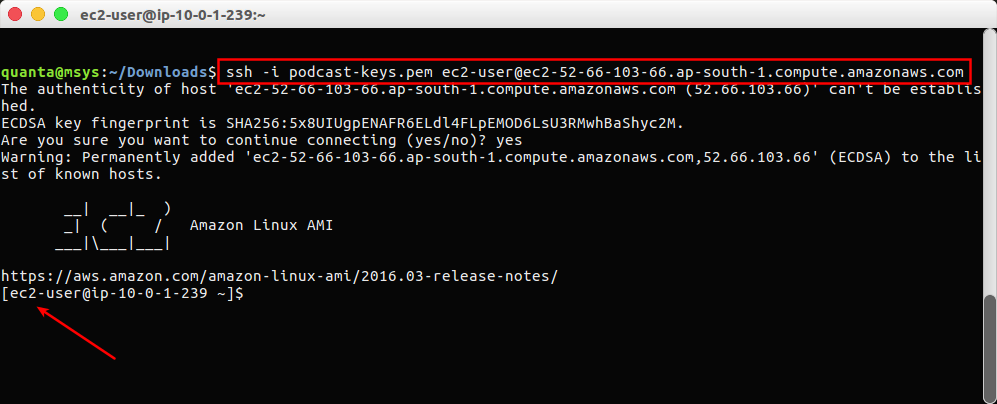 ec2-user@ip-10-0-1-239:~
quanta@msys:~/Downloads$ ssh -i podcast-keys.pem ec2-user@ec2-52-66-103-66.ap-south-1.compute.amazonaws.com
The authenticity of host 'ec2-52-66-103-66.ap-south-1.compute.amazonaws.com (52.66.103.66)' can't be establis
hed.
ECDSA key fingerprint is SHA256:5x8UIUgpENAFR6ELdl4FLpEMOD6LsU3RMwhBaShyc2M.
Are you sure you want to continue connecting (yes/no)? yes
Warning: Permanently added 'ec2-52-66-103-66.ap-south-1.compute.amazonaws.com,52.66.103.66' (ECDSA) to the li
st of known hosts.
       __|  __|_  )
       _|  (     /   Amazon Linux AMI
      ___|\___|___|
https://aws.amazon.com/amazon-linux-ami/2016.03-release-notes/
[ec2-user@ip-10-0-1-239 ~]$